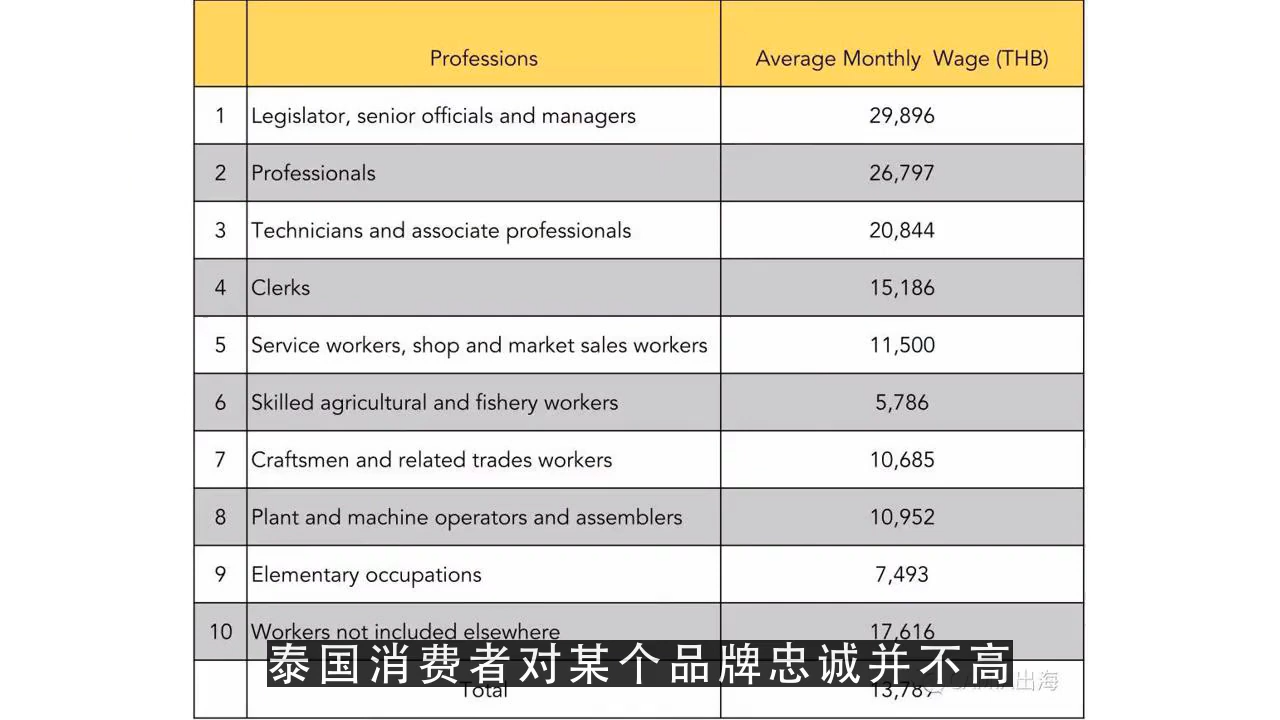 Professions Average Monthly Wage (THB)
1 Legislator, senior officials and managers 29,896
2 Professionals 26,797
3 Technicians and associate professionals 20,844
4 Clerks 15,186
5 Service workers, shop and market sales workers 11,500
6 Skilled agricultural and fishery workers 5,786
7 Craftsmen and related trades workers 10,685
8 Plant and machine operators and assemblers 10,952
9 Elementary occupations 7,493
10 Workers not included elsewhere 17,616
泰国消费者对某个品牌忠诚并不高
Total
出海